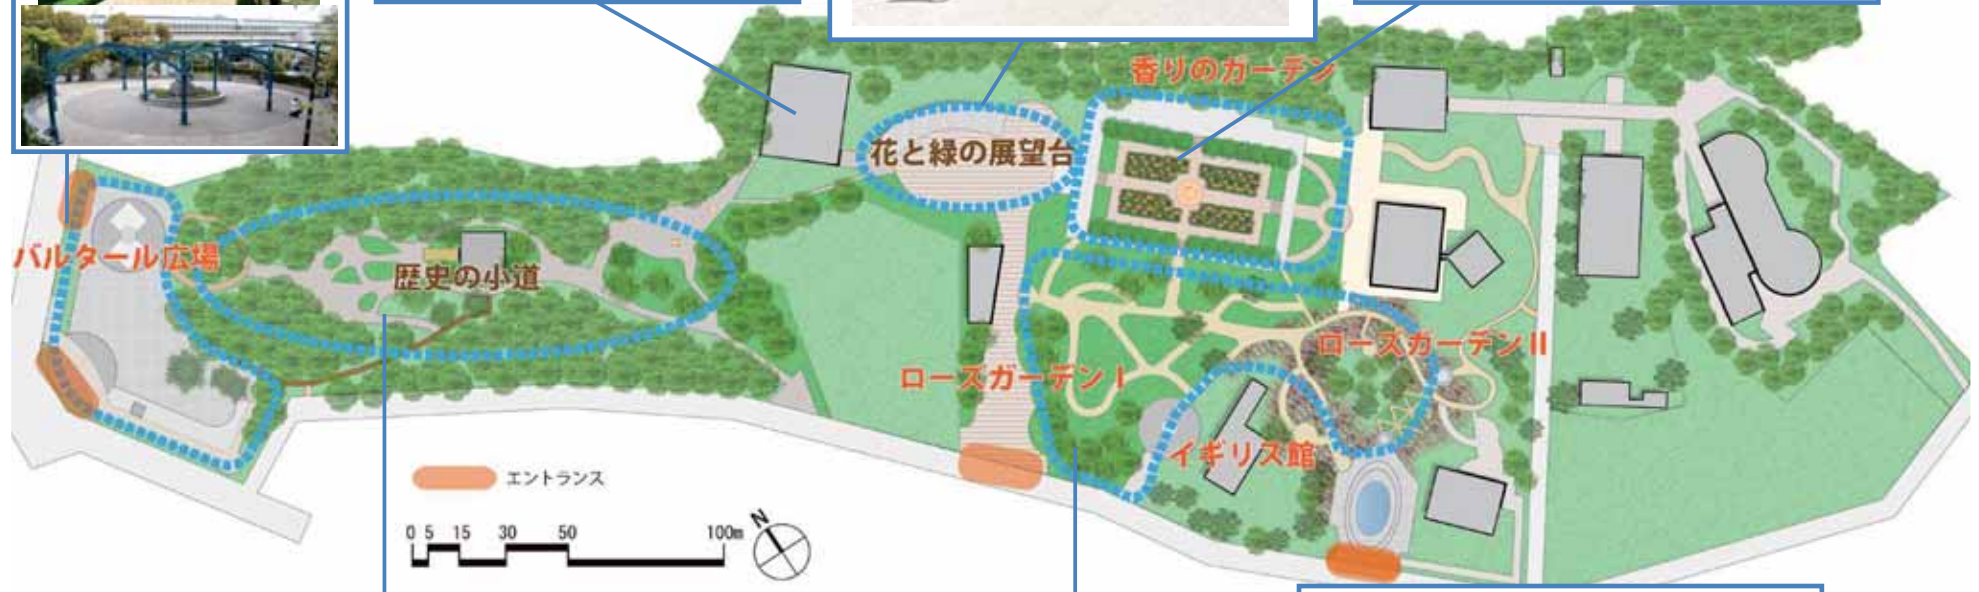 香りのガーデン
花と緑の展望台
バルタール広場
歴史の小道
ローズガーデンⅡ
ローズガーデンⅠ
イギリス館
エントランス
0 5 15 30 50 100m
N